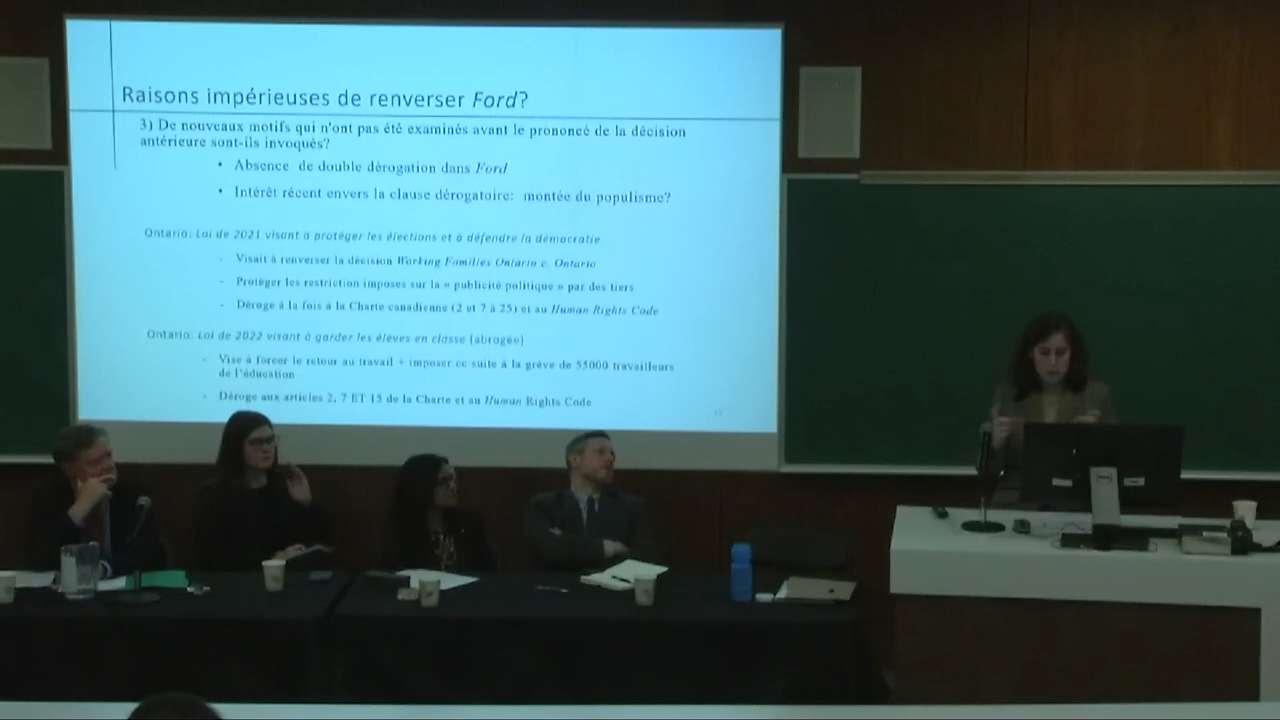 Raisons impérieuses de renverser Ford?
3) De nouveaux motifs qui n'ont pas été examinés avant le prononcé de la décision
antérieure sont-ils invoqués?
• Absence de double dérogation dans Ford
• Intérêt récent envers la clause dérogatoire: montée du populisme?
Ontario: Loi de 2021 visant à protéger les élections et à défendre la démocratie
- Visait à renverser la décision Working Families Ontario c. Ontario
- Protéger les restriction imposes sur la « publicité politique » par des tiers
- Déroge à la fois à la Charte canadienne (2 et 7 à 25) et au Human Rights Code
Ontario: Loi de 2022 visant à garder les élèves en classe (abrogée)
- Vise à forcer le retour au travail + imposer cc suite à la grève de 55000 travailleurs
de l'éducation
- Déroge aux articles 2, 7 ET 15 de la Charte et au Human Rights Code
DELL